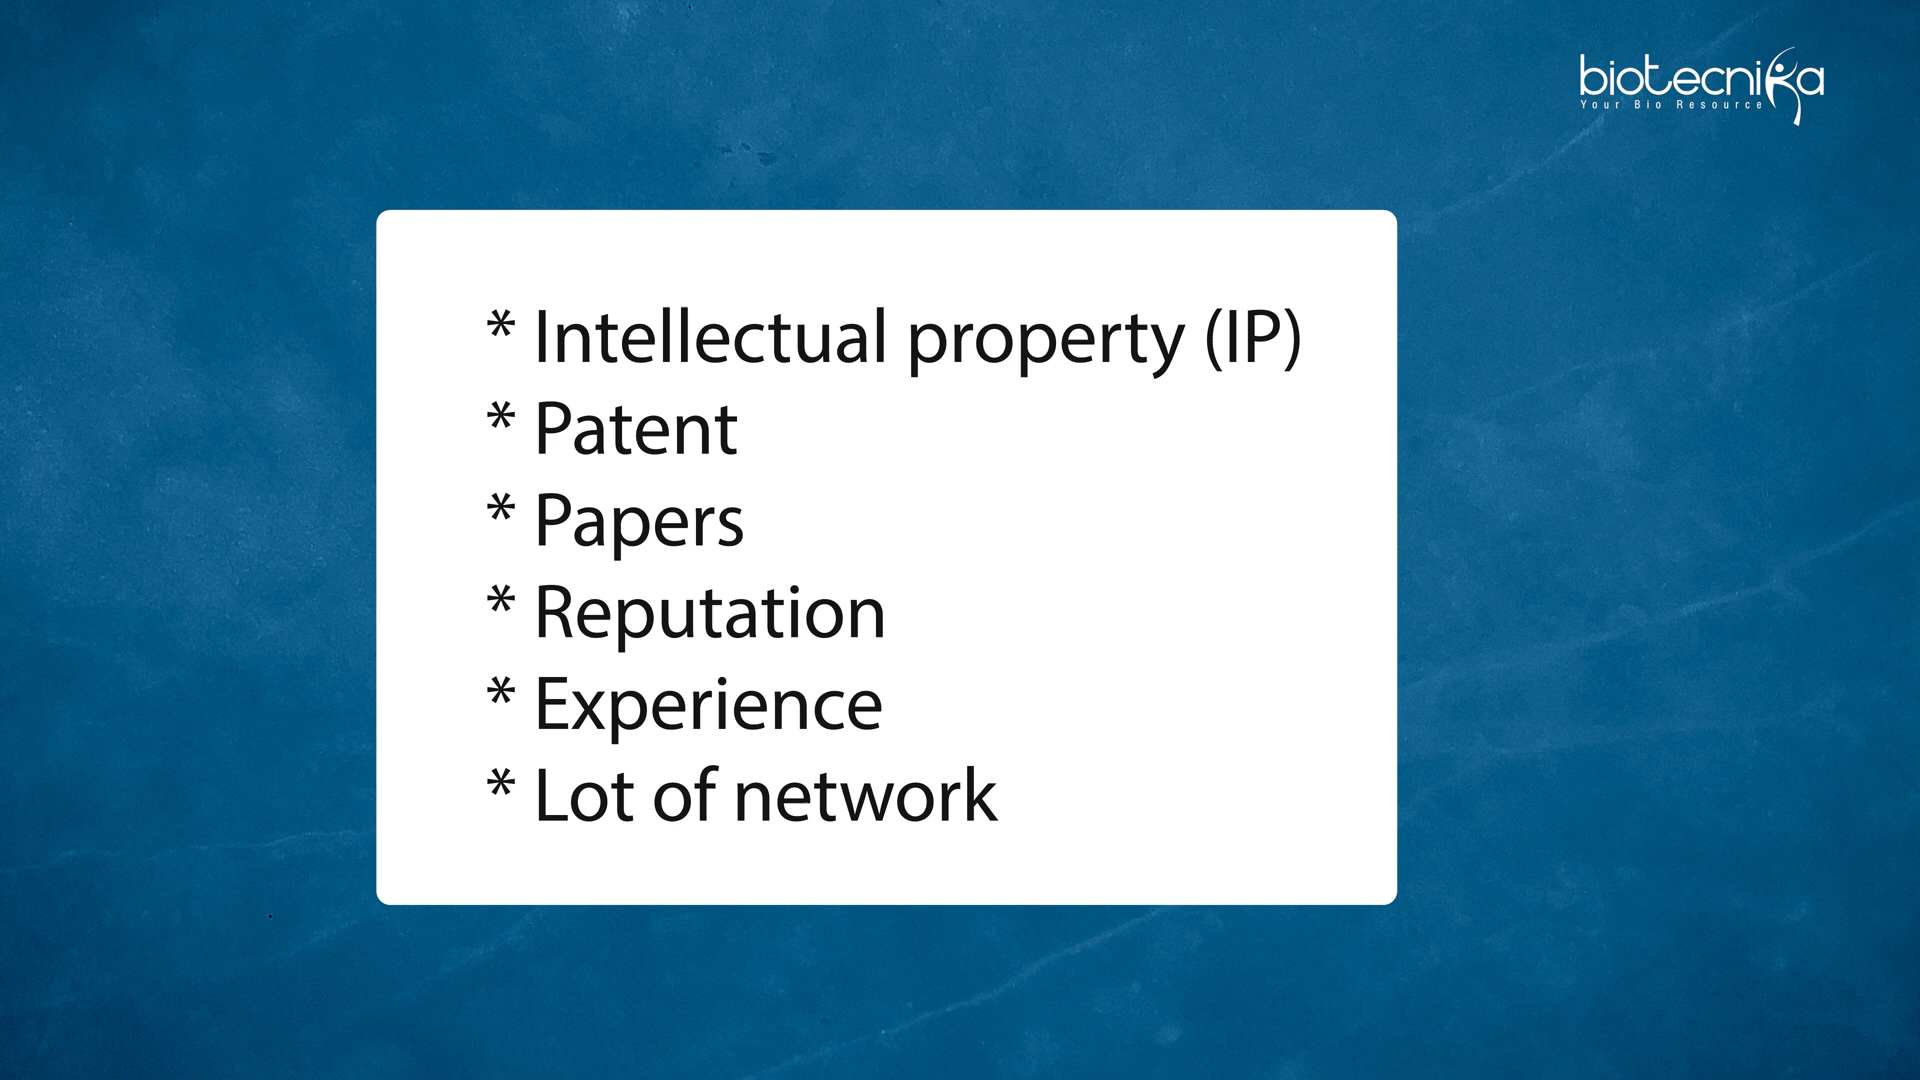 biotecnika
Your Bio Resource
* Intellectual property (IP)
* Patent
* Papers
* Reputation
* Experience
* Lot of network